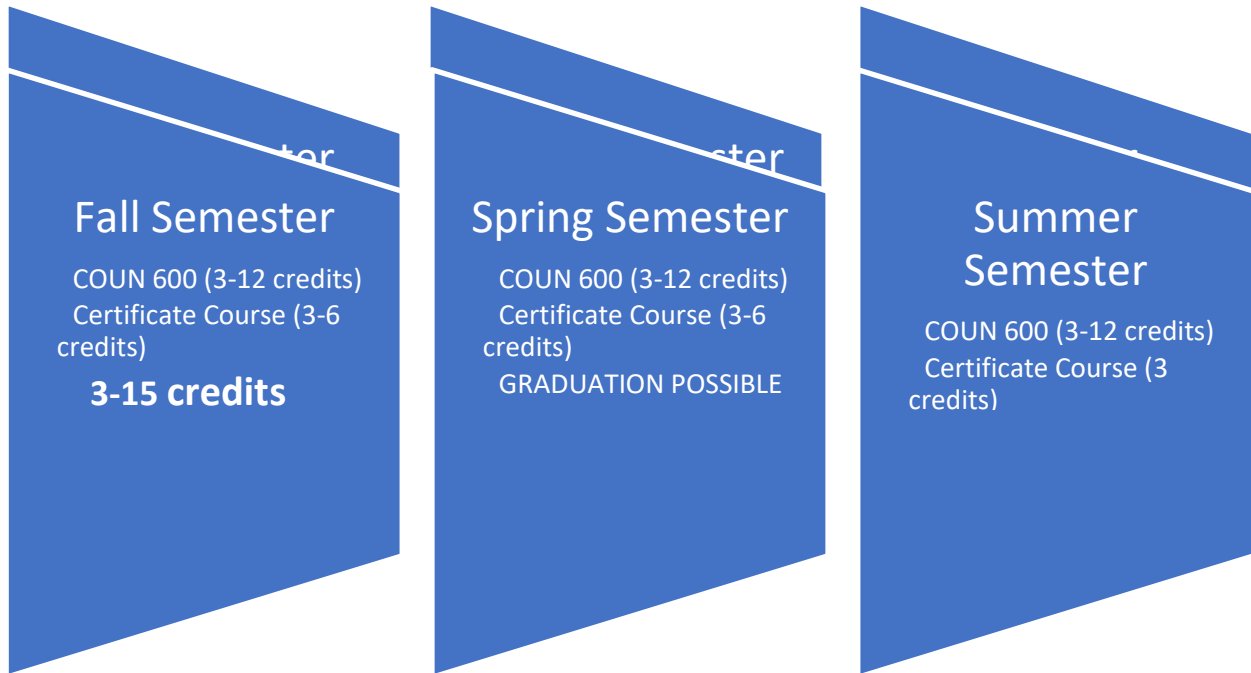 Fall Semester
COUN 600 (3-12 credits)
Certificate Course (3-6
credits)
3-15 credits
Spring Semester
COUN 600 (3-12 credits)
Certificate Course (3-6
credits)
GRADUATION POSSIBLE
Summer
Semester
COUN 600 (3-12 credits)
Certificate Course (3
credits)